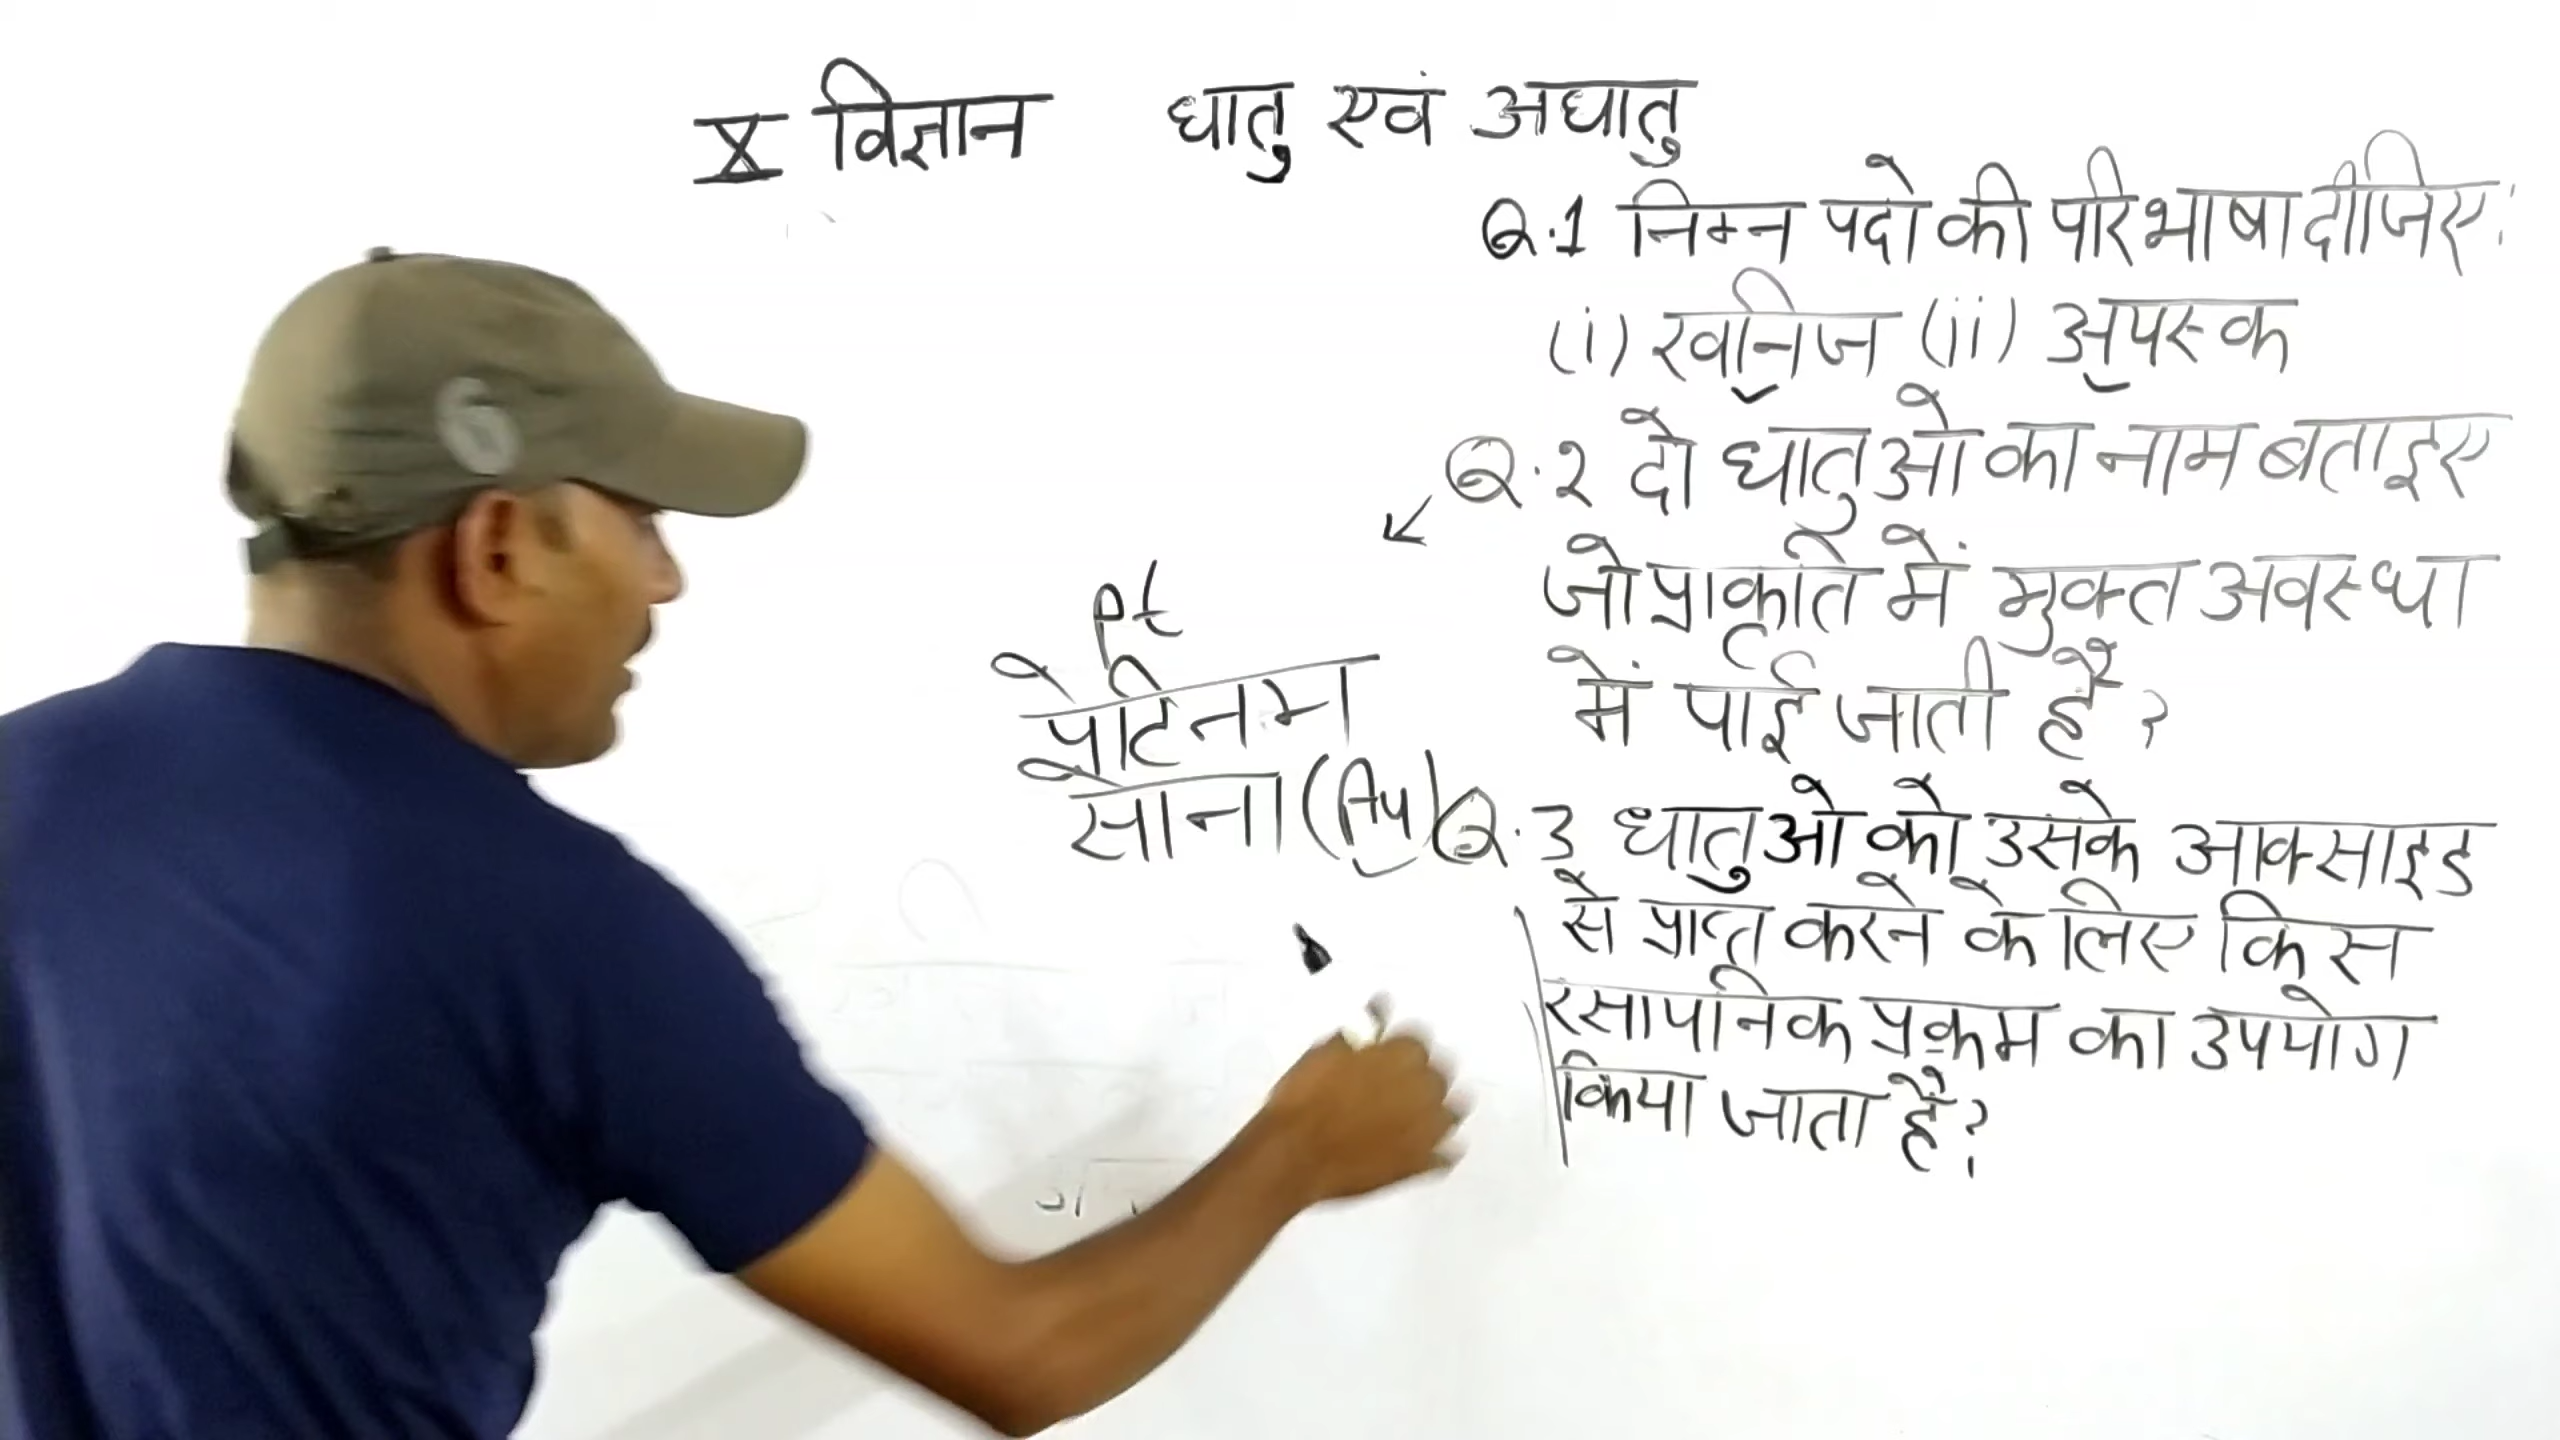 X विज्ञान धातु एवं अधातु
Q.1 निम्न पदो की परिभाषा दीजिए:
(i) खनिज (ii) अयस्क
Q.2 दो धातुओ का नाम बताइए
जो प्राकृति में मुक्त अवस्था
में पाई जाती है?
Pt
प्लेटिनम
सोना (Au)
Q.3 धातुओ को उसके आक्साइड
से प्राप्त करने के लिए किस
रसायनिक प्रक्रम का उपयोग
किया जाता है?